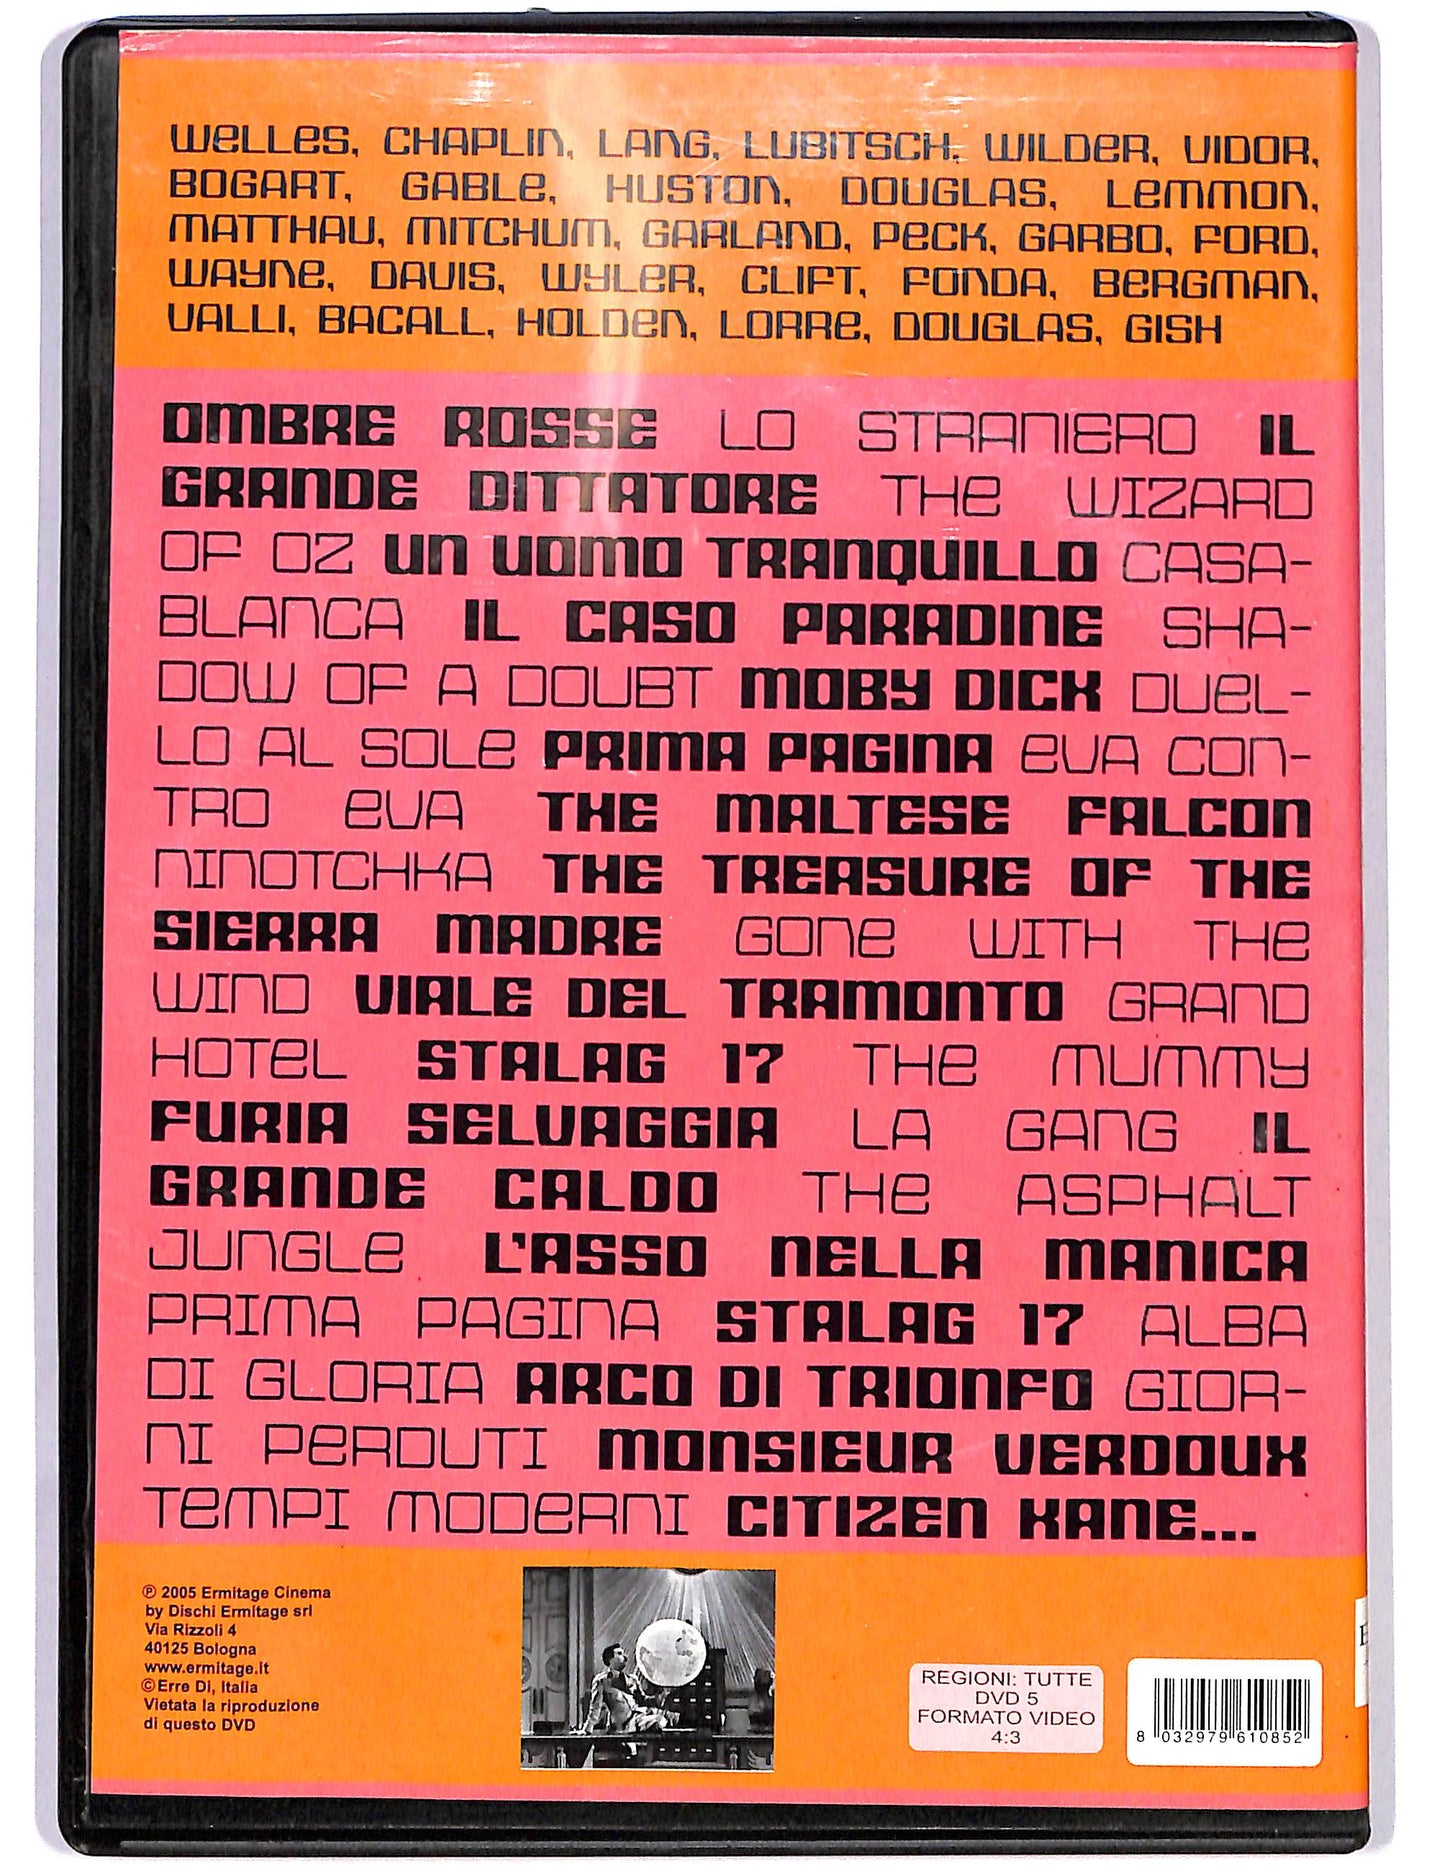 WELLES, CHAPLIN, LANG, LUBITSCH, WILDER, VIDOR,
BOGART, GABLE, HUSTON, DOUGLAS, LEMMON,
MATTHAU, MITCHUM, GARLAND, PECK, GARBO, FORD,
WAYNE, DAVIS, WYLER, CLIFT, FONDA, BERGMAN,
VALLI, BACALL, HOLDEN, LORRE, DOUGLAS, GISH
OMBRE ROSSE LO STRANIERO IL
GRANDE DITTATORE THE WIZARD
OF OZ UN UOMO TRANQUILLO CASA-
BLANCA IL CASO PARADINE SHA-
DOW OF A DOUBT MOBY DICK DUEL-
LO AL SOLE PRIMA PAGINA EVA CON-
TRO EVA THE MALTESE FALCON
NINOTCHKA THE TREASURE OF THE
SIERRA MADRE GONE WITH THE
WIND VIALE DEL TRAMONTO GRAND
HOTEL STALAG 17 THE MUMMY
FURIA SELVAGGIA LA GANG IL
GRANDE CALDO THE ASPHALT
JUNGLE L'ASSO NELLA MANICA
PRIMA PAGINA STALAG 17 ALBA
DI GLORIA ARCO DI TRIONFO GIOR-
NI PERDUTI MONSIEUR VERDOUX
TEMPI MODERNI CITIZEN KANE...
℗ 2005 Ermitage Cinema
by Dischi Ermitage srl
Via Rizzoli 4
40125 Bologna
www.ermitage.it
©Erre Di, Italia
Vietata la riproduzione
di questo DVD
REGIONI: TUTTE
DVD 5
FORMATO VIDEO
4:3
8 032979 610852